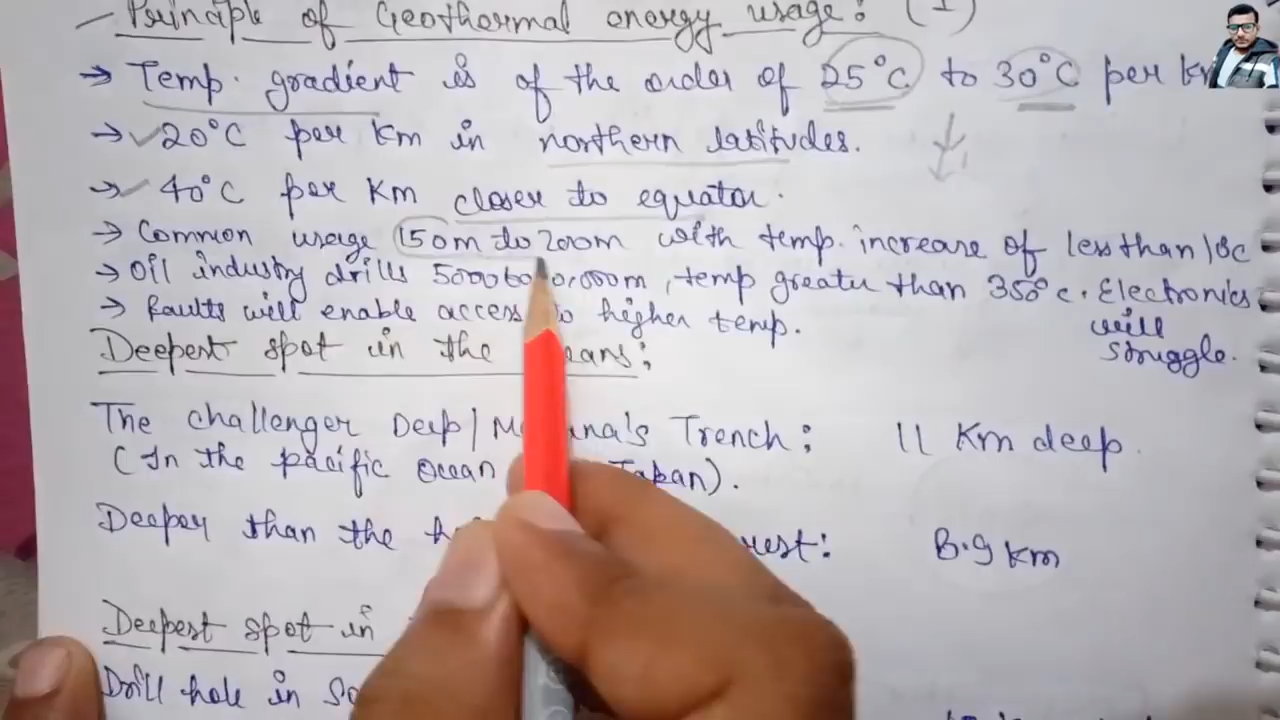 Principle of Geothermal energy usage: (I)
→ Temp. gradient is of the order of 25°C to 30°C per
→ 20°C per km in northern latitudes.
→ 40°C per km closer to equator.
→ Common usage 150m to 200m with temp. increase of less than 18C
→ Oil industry drills 5000 to 10,000m, temp greater than 350°c. Electronics will struggle.
→ Faults will enable access to higher temp.
Deepest spot in the
The challenger Deep/ Trench: 11 Km deep.
(In the pacific Ocean Japan).
Deeper than the 8.9 km
Deepest spot in
Drill hole in